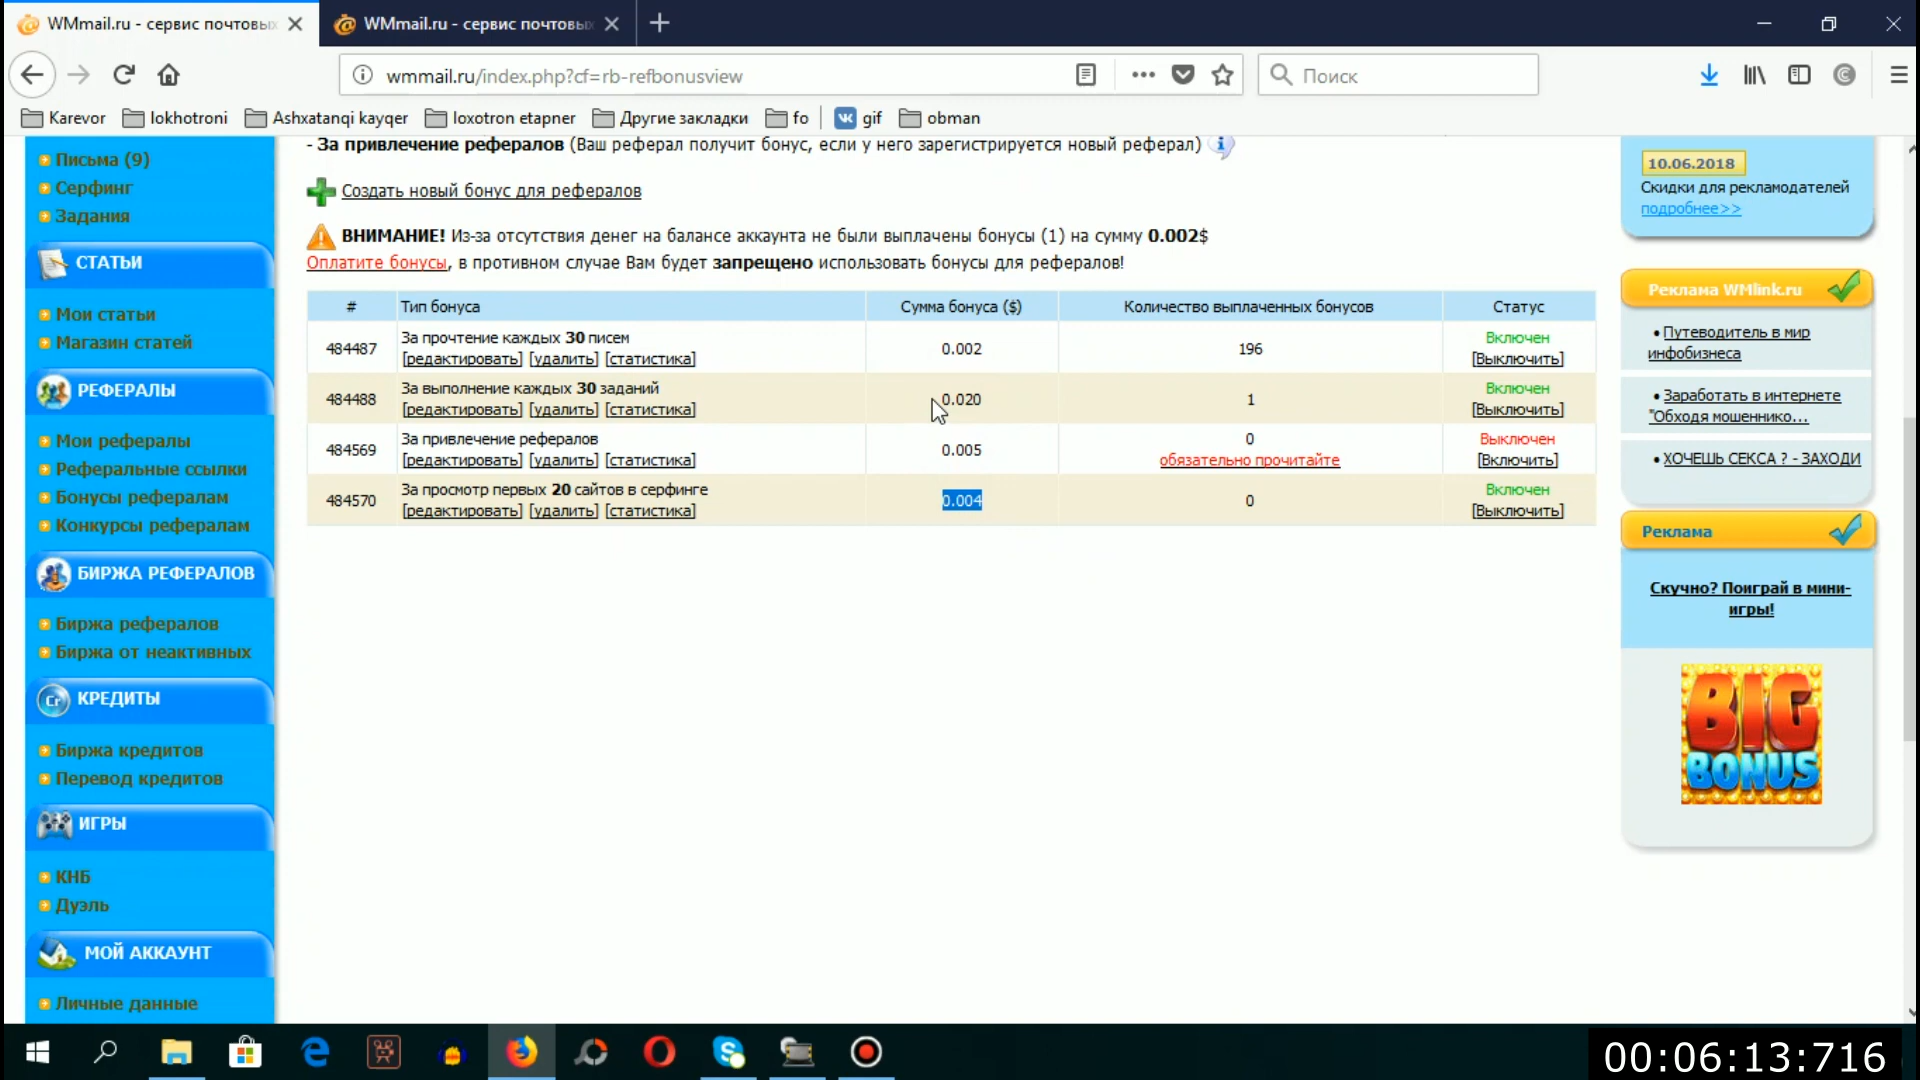 WMmail.ru - сервис почтовых
WMmail.ru - сервис почтовы
wmmail.ru/index.php?cf=rb-refbonusview
Поиск
Karevor
lokhotroni
Ashxatanqi kayqer
loxotron etapner
Другие закладки
fo
gif
obman
Письма (9)
Серфинг
Задания
СТАТЬИ
Мои статьи
Магазин статей
РЕФЕРАЛЫ
Мои рефералы
Реферальные ссылки
Бонусы рефералам
Конкурсы рефералам
БИРЖА РЕФЕРАЛОВ
Биржа рефералов
Биржа от неактивных
КРЕДИТЫ
Биржа кредитов
Перевод кредитов
ИГРЫ
КНБ
Дуэль
МОЙ АККАУНТ
Личные данные
- За привлечение рефералов (Ваш реферал получит бонус, если у него зарегистрируется новый реферал)
Создать новый бонус для рефералов
ВНИМАНИЕ! Из-за отсутствия денег на балансе аккаунта не были выплачены бонусы (1) на сумму 0.002$
Оплатите бонусы, в противном случае Вам будет запрещено использовать бонусы для рефералов!
# Тип бонуса Сумма бонуса ($) Количество выплаченных бонусов Статус
484487 За прочтение каждых 30 писем 0.002 196 Включен
[редактировать] [удалить] [статистика] [Выключить]
484488 За выполнение каждых 30 заданий 0.020 1 Включен
[редактировать] [удалить] [статистика] [Выключить]
484569 За привлечение рефералов 0.005 0 Выключен
[редактировать] [удалить] [статистика] обязательно прочитайте [Включить]
484570 За просмотр первых 20 сайтов в серфинге 0.004 0 Включен
[редактировать] [удалить] [статистика] [Выключить]
10.06.2018
Скидки для рекламодателей
подробнее>>
Реклама WMlink.ru
• Путеводитель в мир
инфобизнеса
• Заработать в интернете
"Обходя мошеннико...
• ХОЧЕШЬ СЕКСА ? - ЗАХОДИ
Реклама
Скучно? Поиграй в мини-
игры!
BIG
BONUS
00:06:13:716